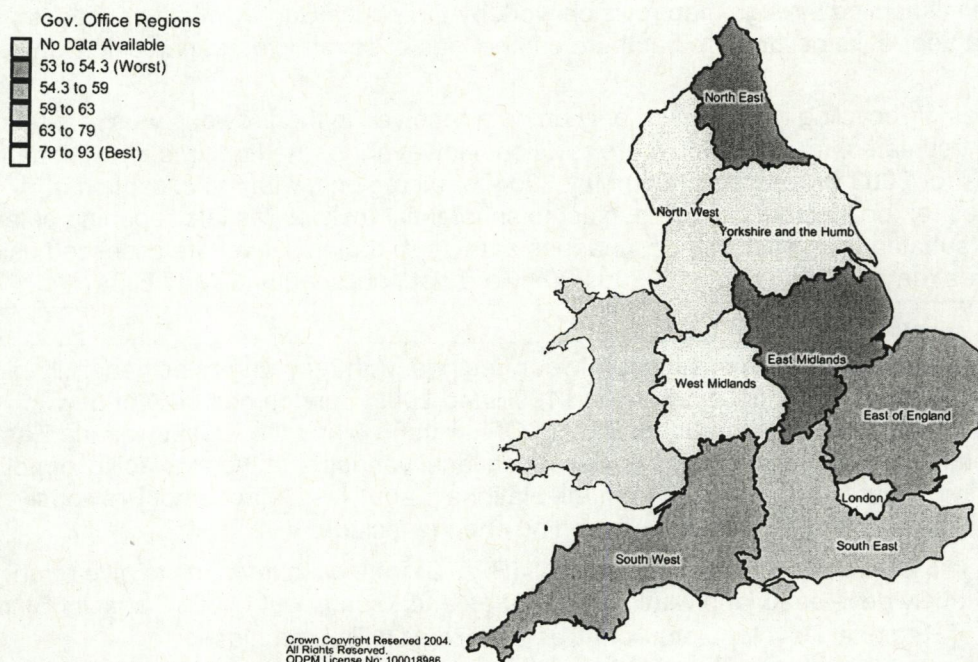 Gov. Office Regions
No Data Available
53 to 54.3 (Worst)
54.3 to 59
59 to 63
63 to 79
79 to 93 (Best)
North East
North West
Yorkshire and the Humb
East Midlands
West Midlands
East of England
London
South East
South West
Crown Copyright Reserved 2004.
All Rights Reserved.
ODPM License No: 100018986